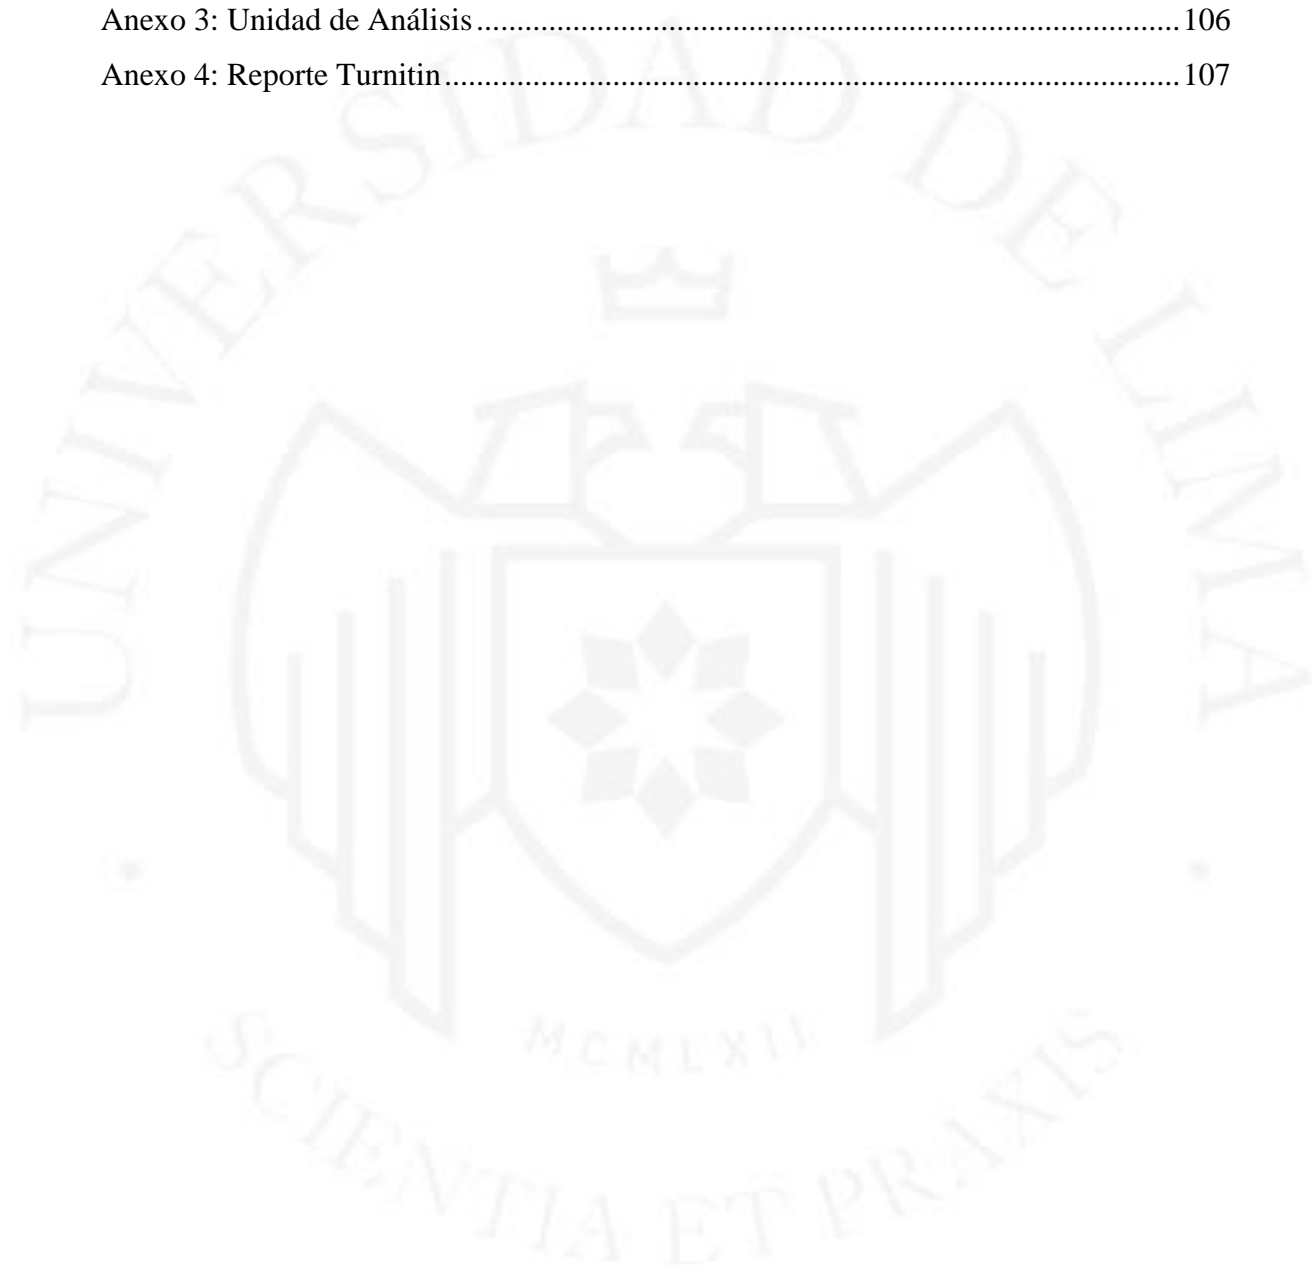 Anexo 3: Unidad de Análisis.......................................................................................106
Anexo 4: Reporte Turnitin...........................................................................................107
UNIVERSIDAD DE LIMA
MCMLXII
SCIENTIA ET PRAXIS